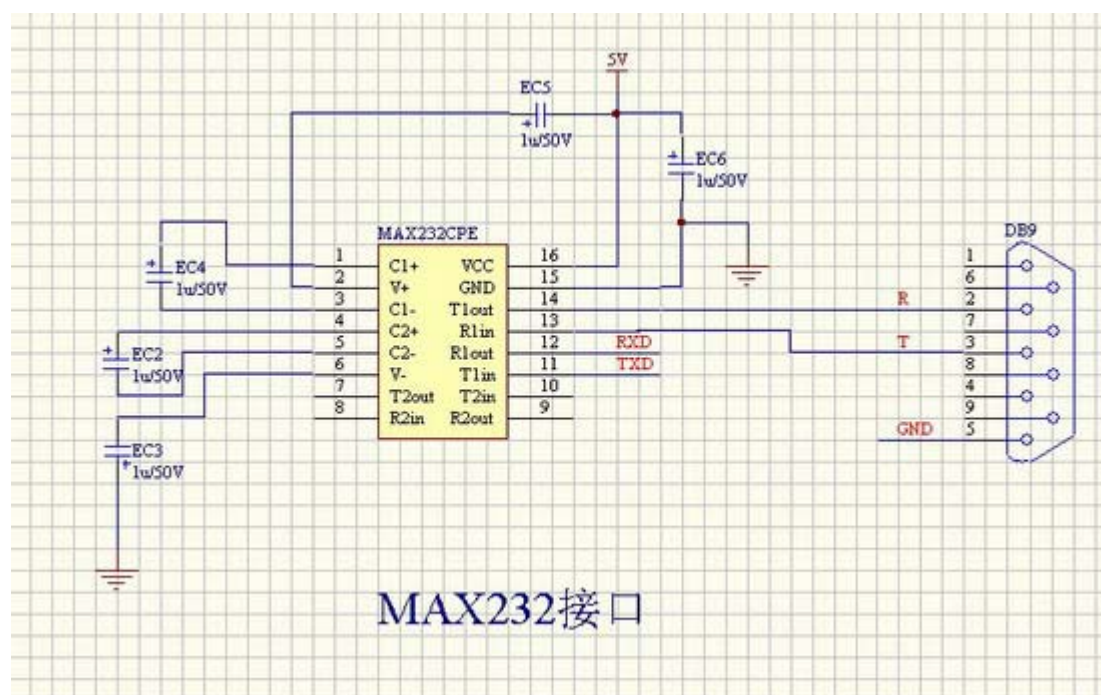 5V
EC5
1u/50V
EC6
1u/50V
MAX232CPE
DB9
EC4
1u/50V
1 C1+ VCC 16
2 V+ GND 15
3 C1- T1out 14
4 C2+ R1in 13
5 C2- R1out 12 RXD
6 V- T1in 11 TXD
7 T2out T2in 10
8 R2in R2out 9
EC2
1u/50V
EC3
1u/50V
1
6
R 2
7
T 3
8
4
9
GND 5
MAX232接口